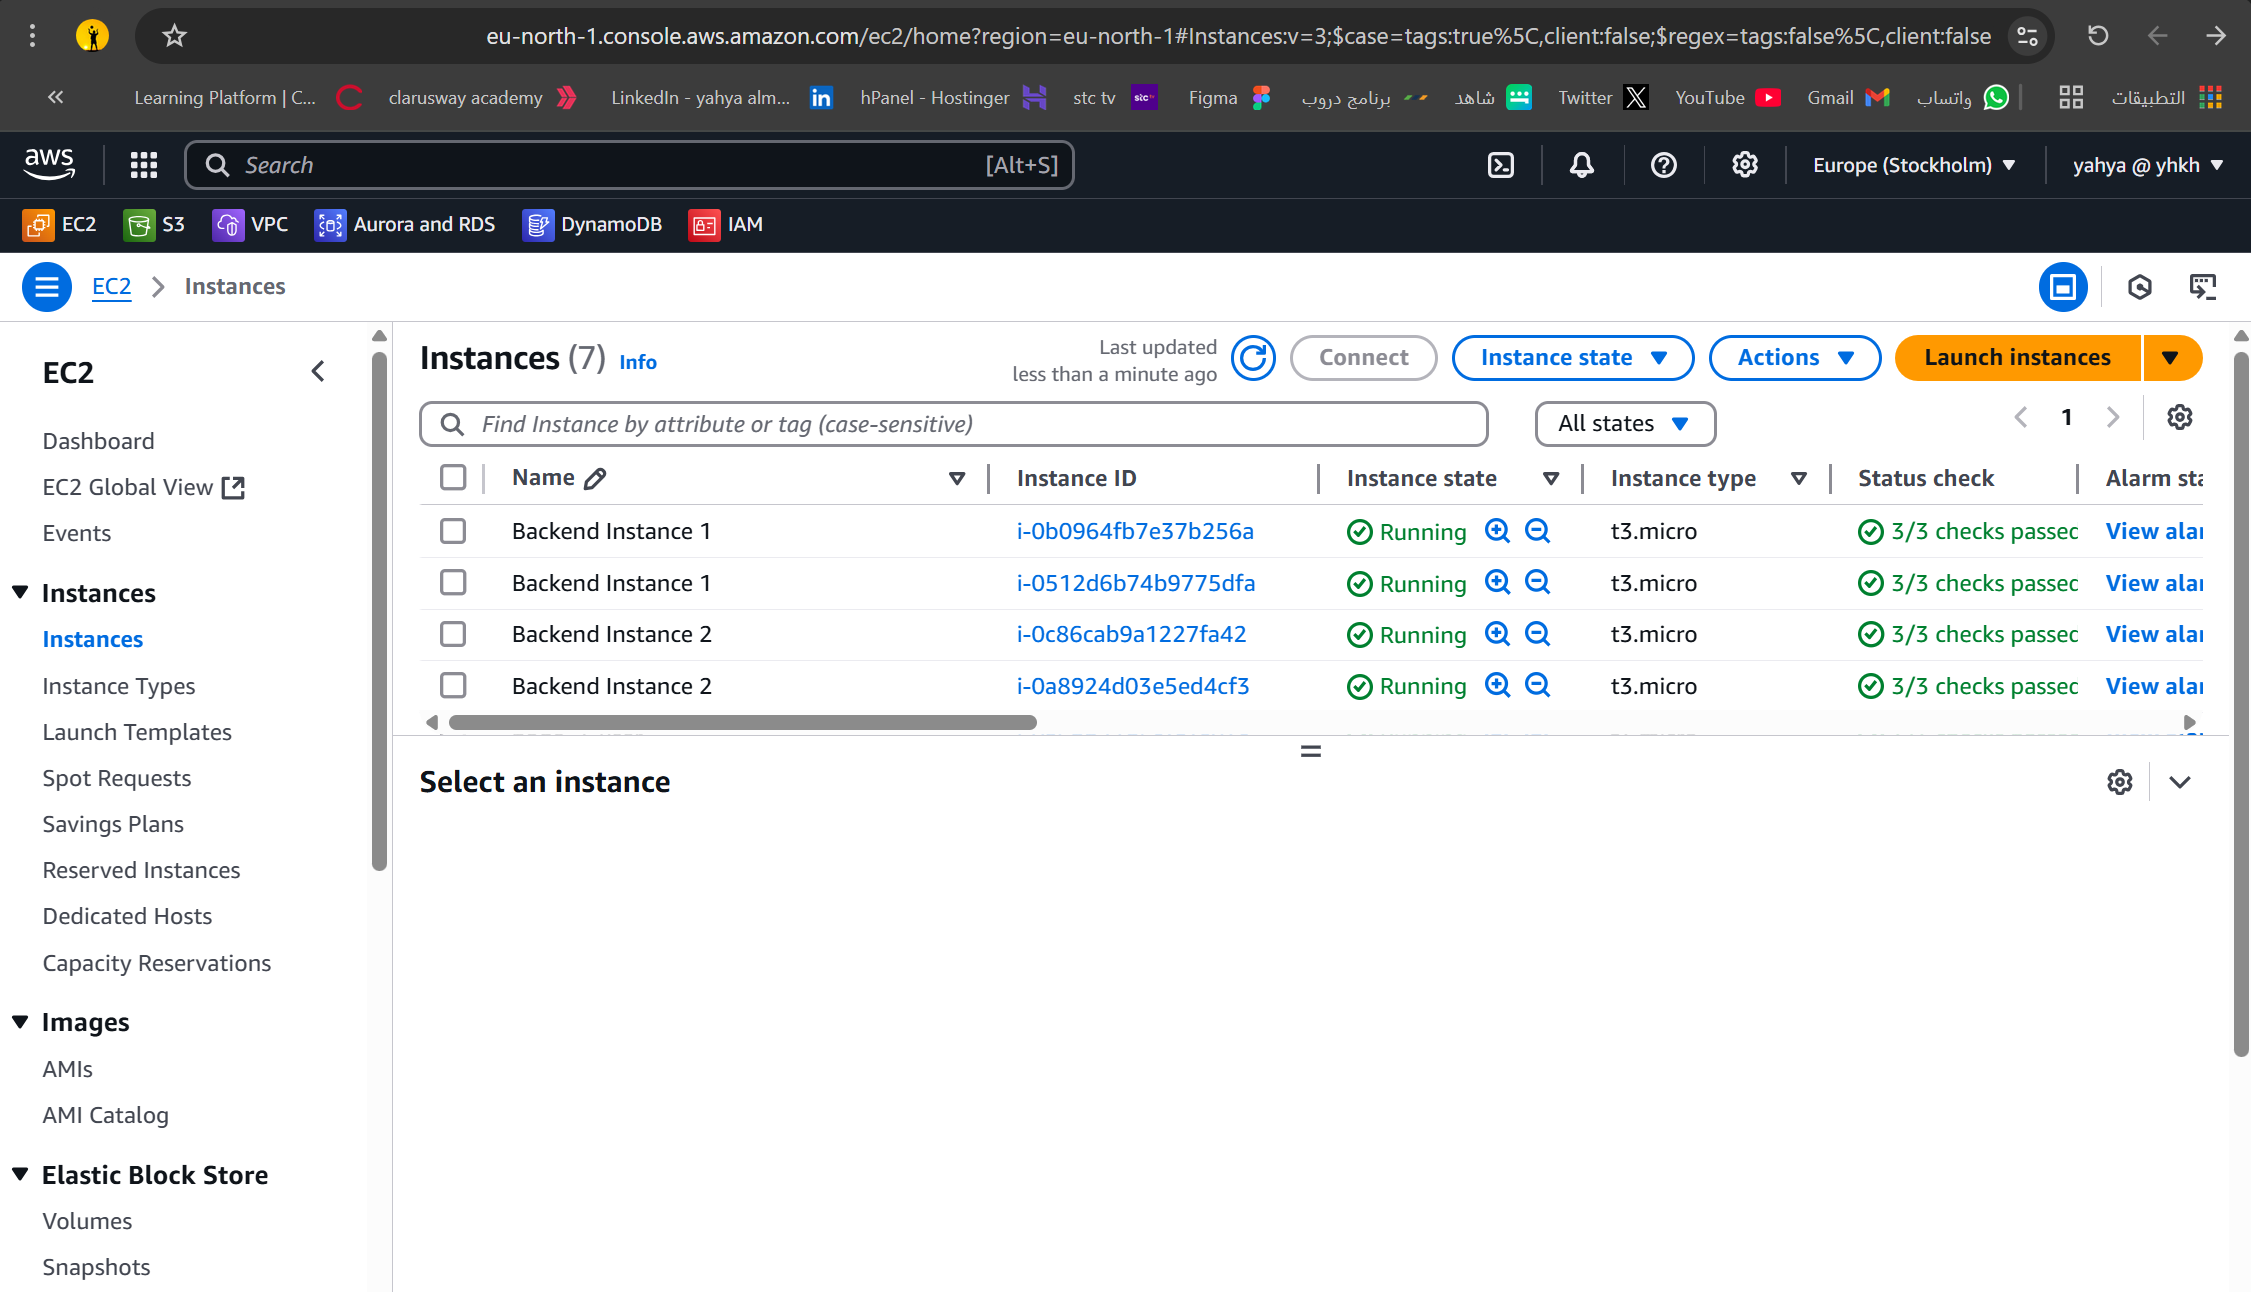 eu-north-1.console.aws.amazon.com/ec2/home?region=eu-north-1#Instances:v=3;$case=tags:true%5C,client:false;$regex=tags:false%5C,client:false
Learning Platform | C... clarusway academy LinkedIn - yahya alm... hPanel - Hostinger stc tv Figma برنامج دروب شاهد Twitter YouTube Gmail واتساب التطبيقات
aws Search [Alt+S] Europe (Stockholm) yahya @ yhkh
EC2 S3 VPC Aurora and RDS DynamoDB IAM
EC2 Instances
EC2
Dashboard
EC2 Global View
Events
Instances
Instances
Instance Types
Launch Templates
Spot Requests
Savings Plans
Reserved Instances
Dedicated Hosts
Capacity Reservations
Images
AMIs
AMI Catalog
Elastic Block Store
Volumes
Snapshots
Instances (7) Info
Last updated
less than a minute ago
Connect Instance state Actions Launch instances
Find Instance by attribute or tag (case-sensitive) All states 1
Name Instance ID Instance state Instance type Status check Alarm sta
Backend Instance 1 i-0b0964fb7e37b256a Running t3.micro 3/3 checks passed View alar
Backend Instance 1 i-0512d6b74b9775dfa Running t3.micro 3/3 checks passed View alar
Backend Instance 2 i-0c86cab9a1227fa42 Running t3.micro 3/3 checks passed View alar
Backend Instance 2 i-0a8924d03e5ed4cf3 Running t3.micro 3/3 checks passed View alar
Select an instance